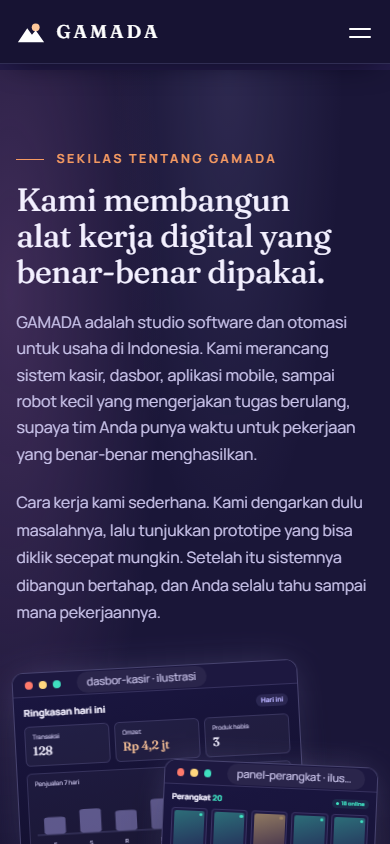 GAMADA
SEKILAS TENTANG GAMADA
Kami membangun
alat kerja digital yang
benar-benar dipakai.
GAMADA adalah studio software dan otomasi
untuk usaha di Indonesia. Kami merancang
sistem kasir, dasbor, aplikasi mobile, sampai
robot kecil yang mengerjakan tugas berulang,
supaya tim Anda punya waktu untuk pekerjaan
yang benar-benar menghasilkan.
Cara kerja kami sederhana. Kami dengarkan dulu
masalahnya, lalu tunjukkan prototipe yang bisa
diklik secepat mungkin. Setelah itu sistemnya
dibangun bertahap, dan Anda selalu tahu sampai
mana pekerjaannya.
dasbor-kasir · ilustrasi
Ringkasan hari ini
Hari ini
Transaksi
128
Omzet
Rp 4,2 jt
Produk habis
3
Penjualan 7 hari
panel-perangkat · ilus...
Perangkat 20
18 online